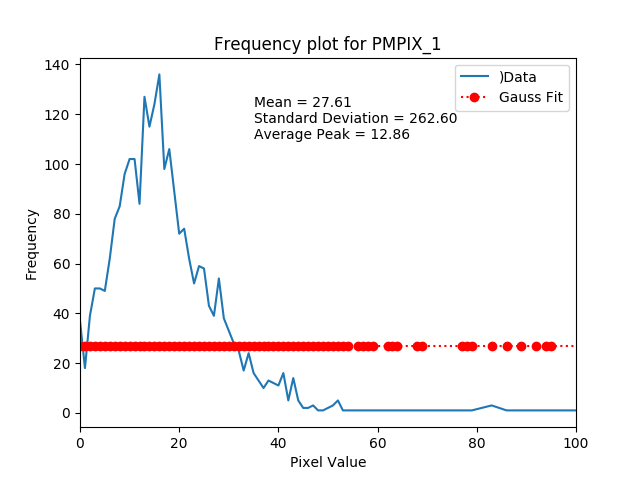 Frequency plot for PMPIX_1
)Data
Gauss Fit
Mean = 27.61
Standard Deviation = 262.60
Average Peak = 12.86
Frequency
140
120
100
80
60
40
20
0
0 20 40 60 80 100
Pixel Value